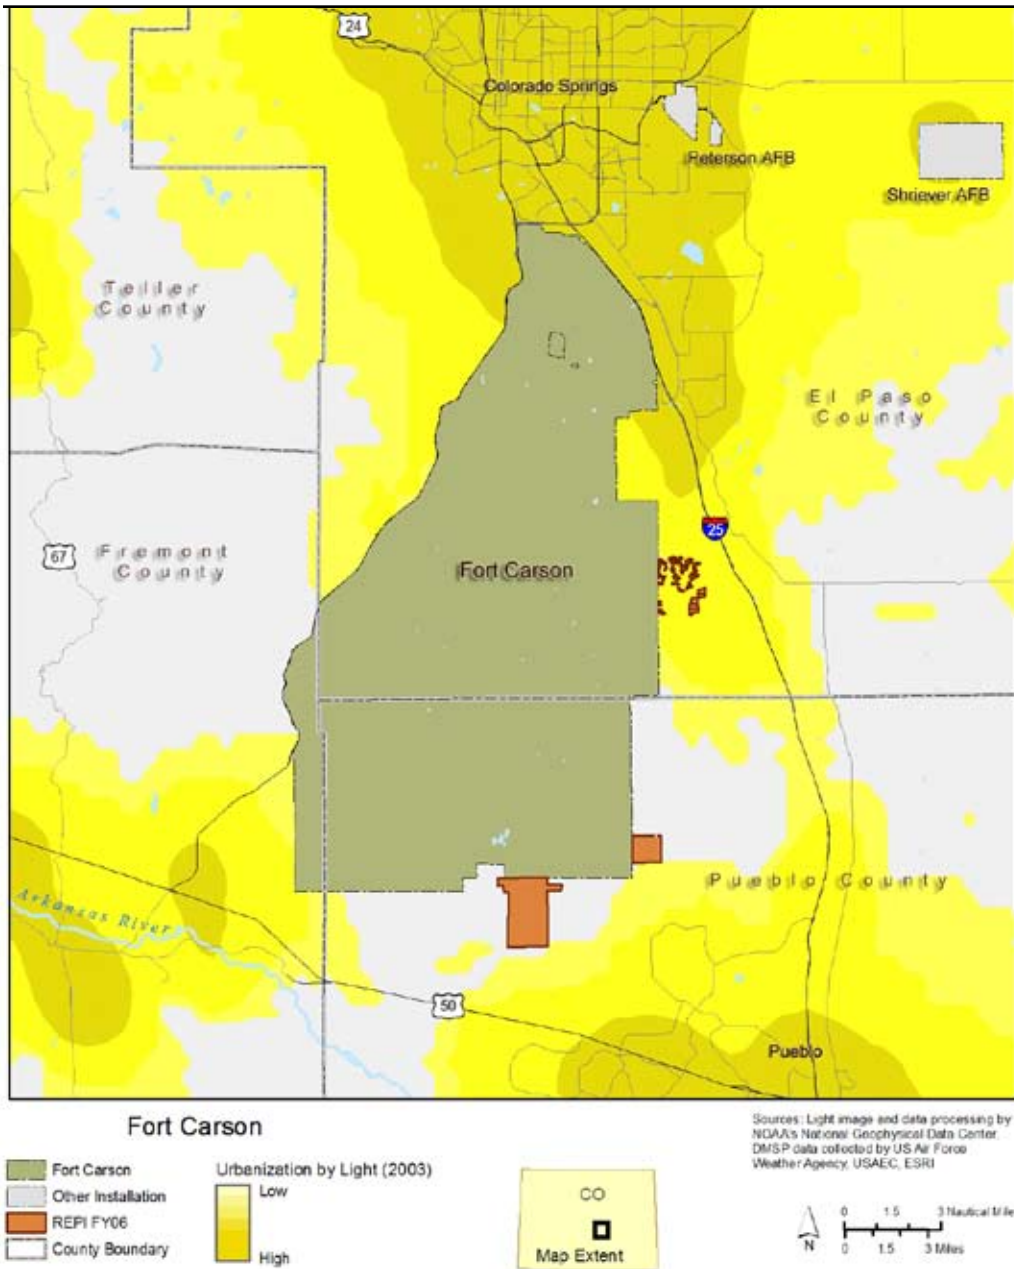 24
Colorado Springs
Peterson AFB
Shriever AFB
Teller
County
El Paso
County
25
67
Fremont
County
Fort Carson
Pueblo County
Arkanzas River
50
Pueblo
Fort Carson
Fort Carson
Other Installation
REPI FY06
County Boundary
Urbanization by Light (2003)
Low
High
CO
Map Extent
Sources: Light image and data processing by
NOAA's National Geophysical Data Center,
DMSP data collected by US Air Force
Weather Agency, USAEC, ESRI
N
0 1.5 3 Nautical Mile
0 1.5 3 Miles